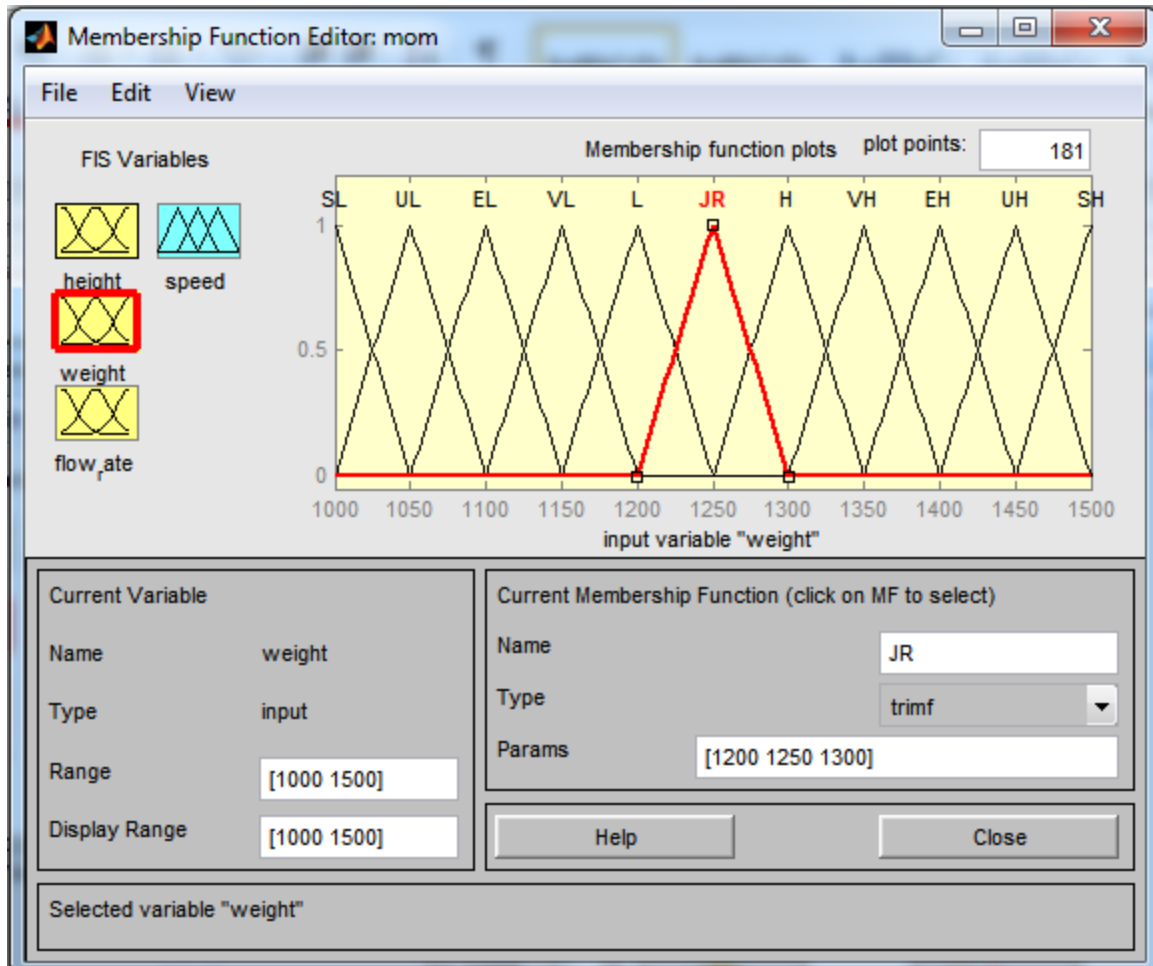 Membership Function Editor: mom
File Edit View
FIS Variables
Membership function plots plot points: 181
height speed
weight
flow_rate
SL UL EL VL L JR H VH EH UH SH
1
0.5
0
1000 1050 1100 1150 1200 1250 1300 1350 1400 1450 1500
input variable "weight"
Current Variable
Name weight
Type input
Range [1000 1500]
Display Range [1000 1500]
Current Membership Function (click on MF to select)
Name JR
Type trimf
Params [1200 1250 1300]
Help Close
Selected variable "weight"